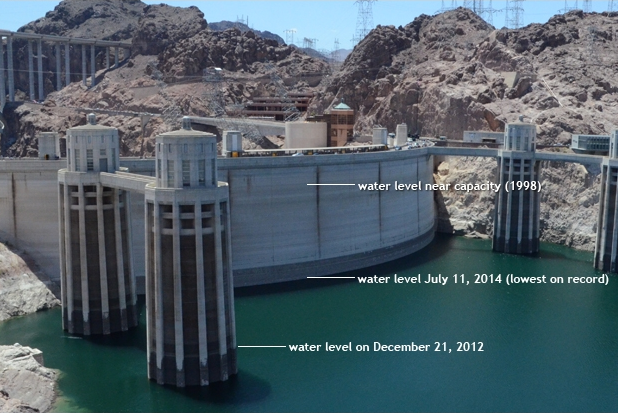 water level near capacity (1998)
water level July 11, 2014 (lowest on record)
water level on December 21, 2012